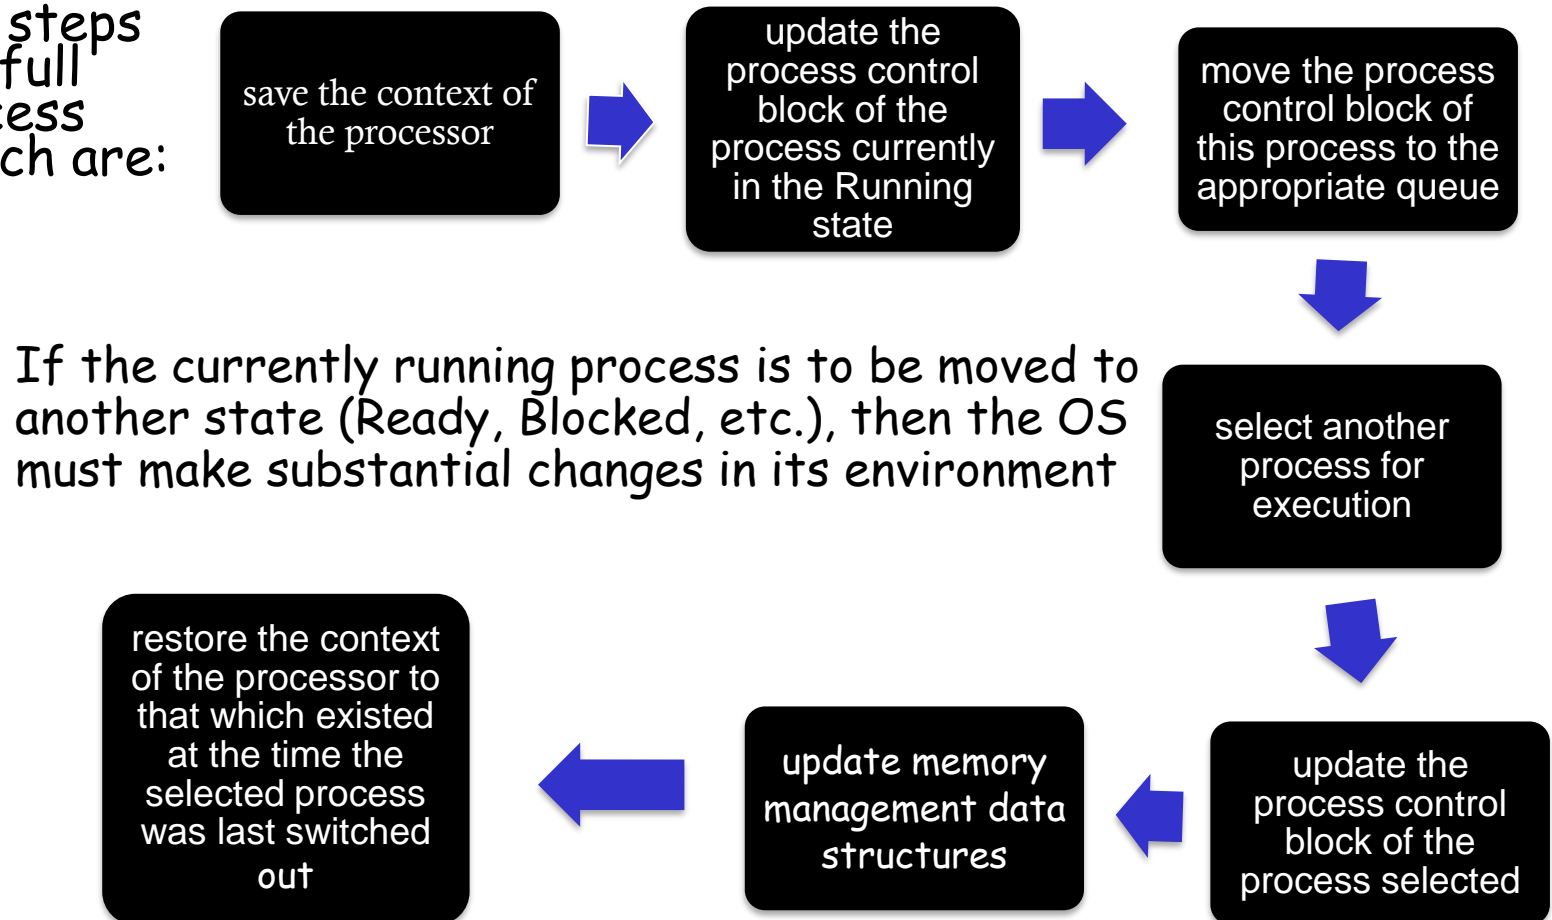 steps
full
ch are:
save the context of
the processor
update the
process control
block of the
process currently
in the Running
state
move the process
control block of
this process to the
appropriate queue
If the currently running process is to be moved to
another state (Ready, Blocked, etc.), then the OS
must make substantial changes in its environment
select another
process for
execution
update the
process control
block of the
process selected
update memory
management data
structures
restore the context
of the processor to
that which existed
at the time the
selected process
was last switched
out